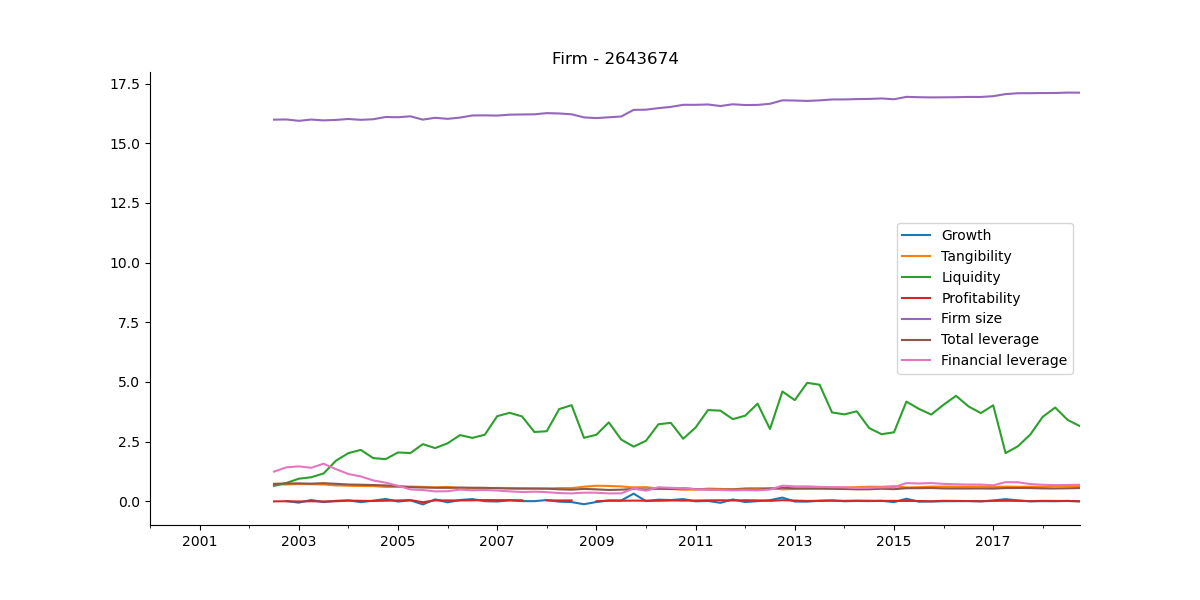 Firm - 2643674
17.5
15.0
12.5
10.0
7.5
5.0
2.5
0.0
Growth
Tangibility
Liquidity
Profitability
Firm size
Total leverage
Financial leverage
2001 2003 2005 2007 2009 2011 2013 2015 2017